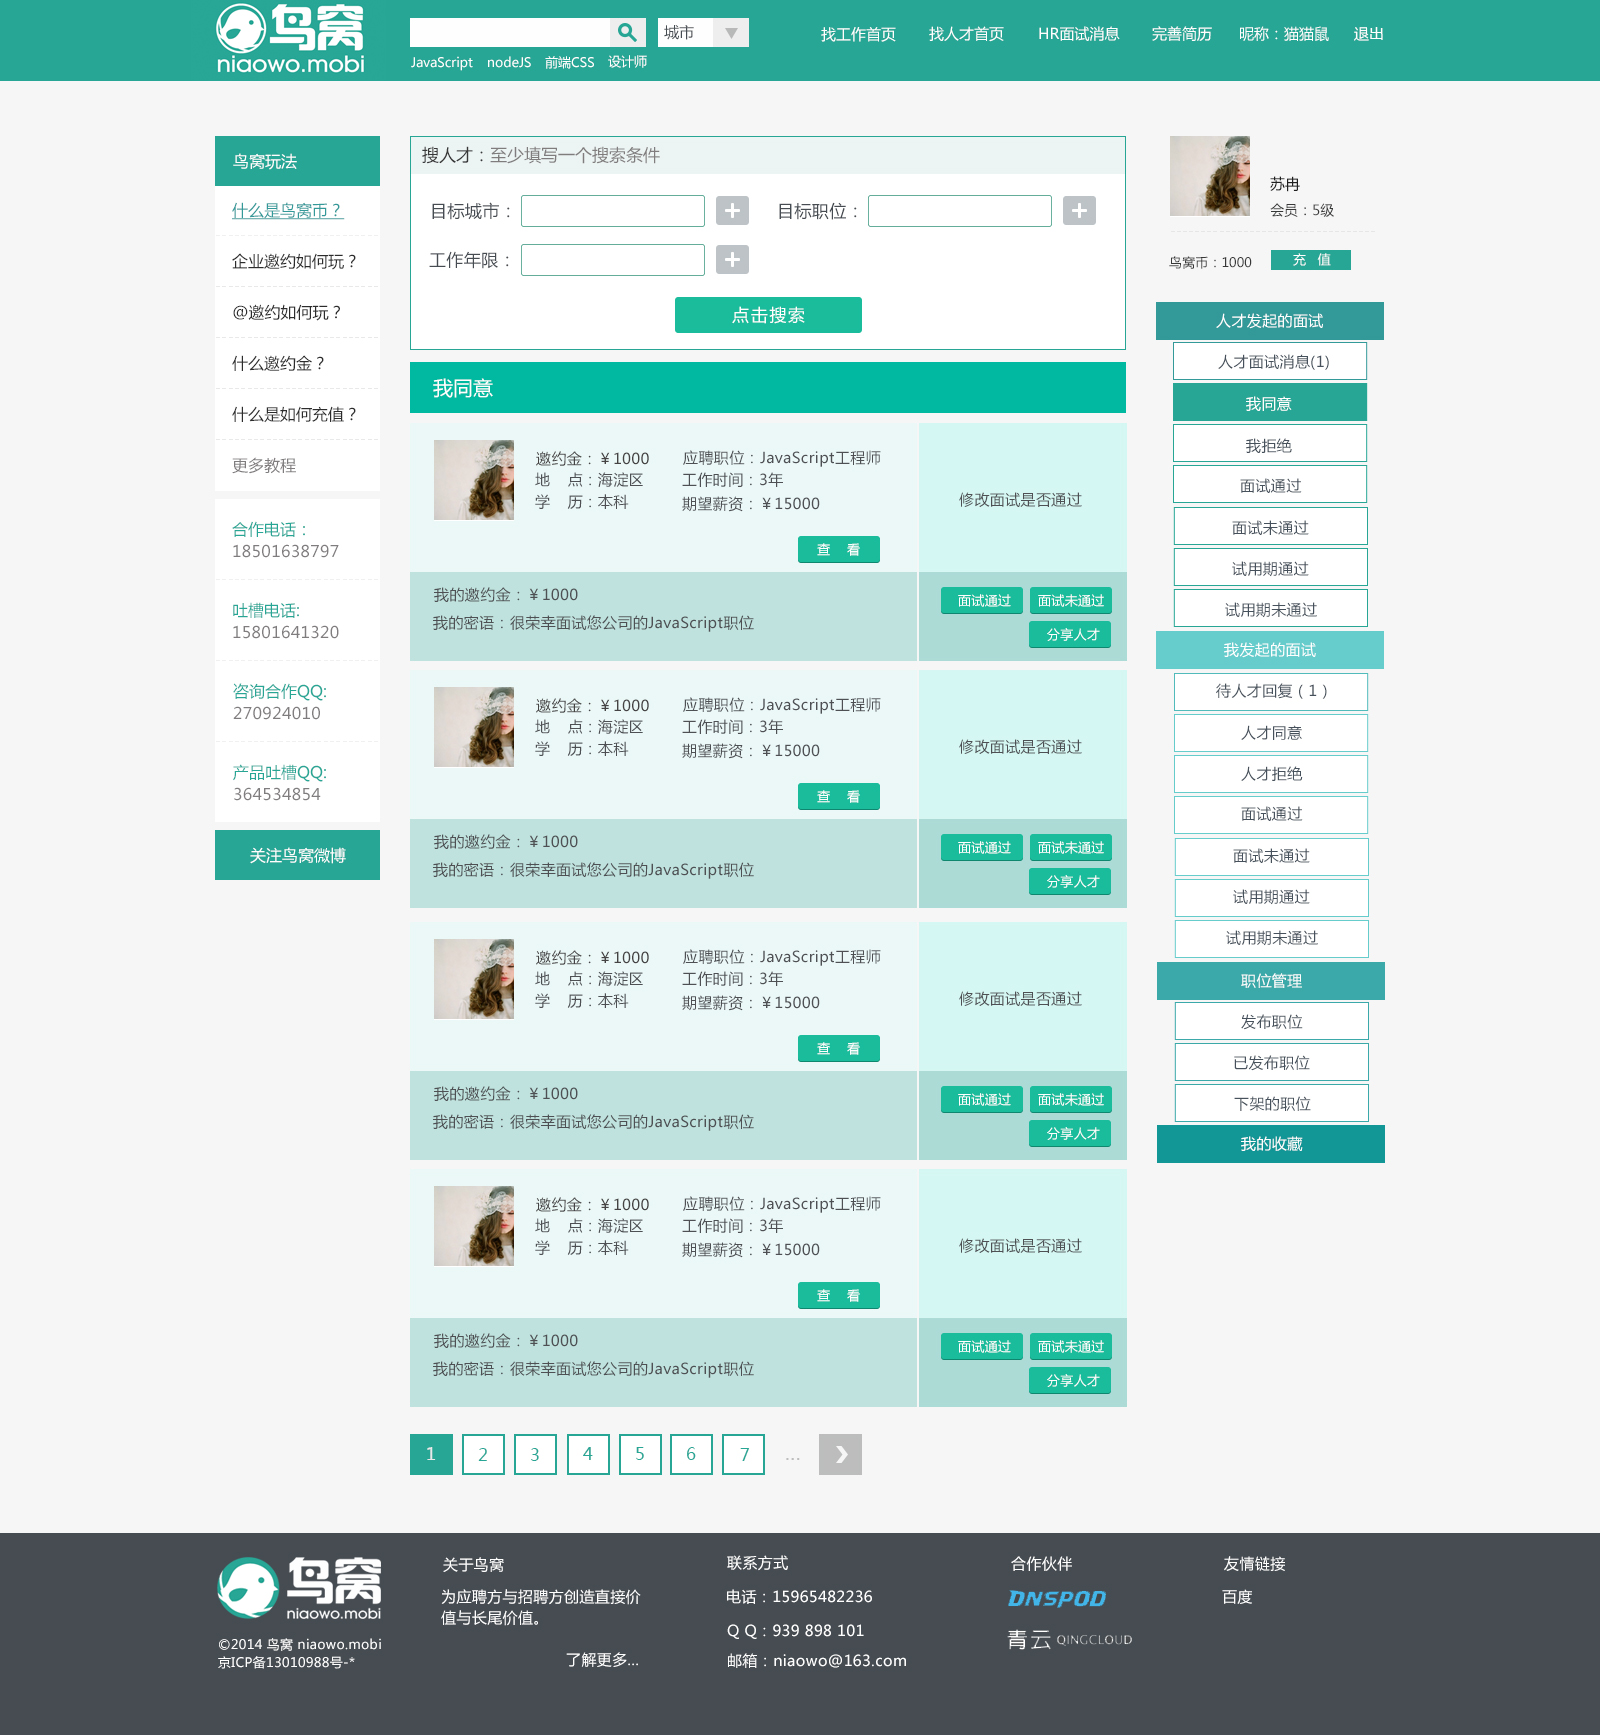 鸟窝
niaowo.mobi
城市
JavaScript nodeJS 前端CSS 设计师
找工作首页 找人才首页 HR面试消息 完善简历 昵称：猫猫鼠 退出
鸟窝玩法
什么是鸟窝币？
企业邀约如何玩？
@邀约如何玩？
什么邀约金？
什么是如何充值？
更多教程
合作电话：
18501638797
吐槽电话:
15801641320
咨询合作QQ:
270924010
产品吐槽QQ:
364534854
关注鸟窝微博
搜人才：至少填写一个搜索条件
目标城市： 目标职位：
工作年限：
点击搜索
我同意
邀约金：￥1000 应聘职位：JavaScript工程师
地 点：海淀区 工作时间：3年
学 历：本科 期望薪资：￥15000
修改面试是否通过
查 看
我的邀约金：￥1000
我的密语：很荣幸面试您公司的JavaScript职位
面试通过 面试未通过
分享人才
邀约金：￥1000 应聘职位：JavaScript工程师
地 点：海淀区 工作时间：3年
学 历：本科 期望薪资：￥15000
修改面试是否通过
查 看
我的邀约金：￥1000
我的密语：很荣幸面试您公司的JavaScript职位
面试通过 面试未通过
分享人才
邀约金：￥1000 应聘职位：JavaScript工程师
地 点：海淀区 工作时间：3年
学 历：本科 期望薪资：￥15000
修改面试是否通过
查 看
我的邀约金：￥1000
我的密语：很荣幸面试您公司的JavaScript职位
面试通过 面试未通过
分享人才
邀约金：￥1000 应聘职位：JavaScript工程师
地 点：海淀区 工作时间：3年
学 历：本科 期望薪资：￥15000
修改面试是否通过
查 看
我的邀约金：￥1000
我的密语：很荣幸面试您公司的JavaScript职位
面试通过 面试未通过
分享人才
1 2 3 4 5 6 7 ...
苏冉
会员：5级
鸟窝币：1000 充 值
人才发起的面试
人才面试消息(1)
我同意
我拒绝
面试通过
面试未通过
试用期通过
试用期未通过
我发起的面试
待人才回复（1）
人才同意
人才拒绝
面试通过
面试未通过
试用期通过
试用期未通过
职位管理
发布职位
已发布职位
下架的职位
我的收藏
鸟窝
niaowo.mobi
©2014 鸟窝 niaowo.mobi
京ICP备13010988号-*
关于鸟窝
为应聘方与招聘方创造直接价
值与长尾价值。
了解更多...
联系方式
电话：15965482236
Q Q：939 898 101
邮箱：niaowo@163.com
合作伙伴
DNSPOD
青云 QINGCLOUD
友情链接
百度